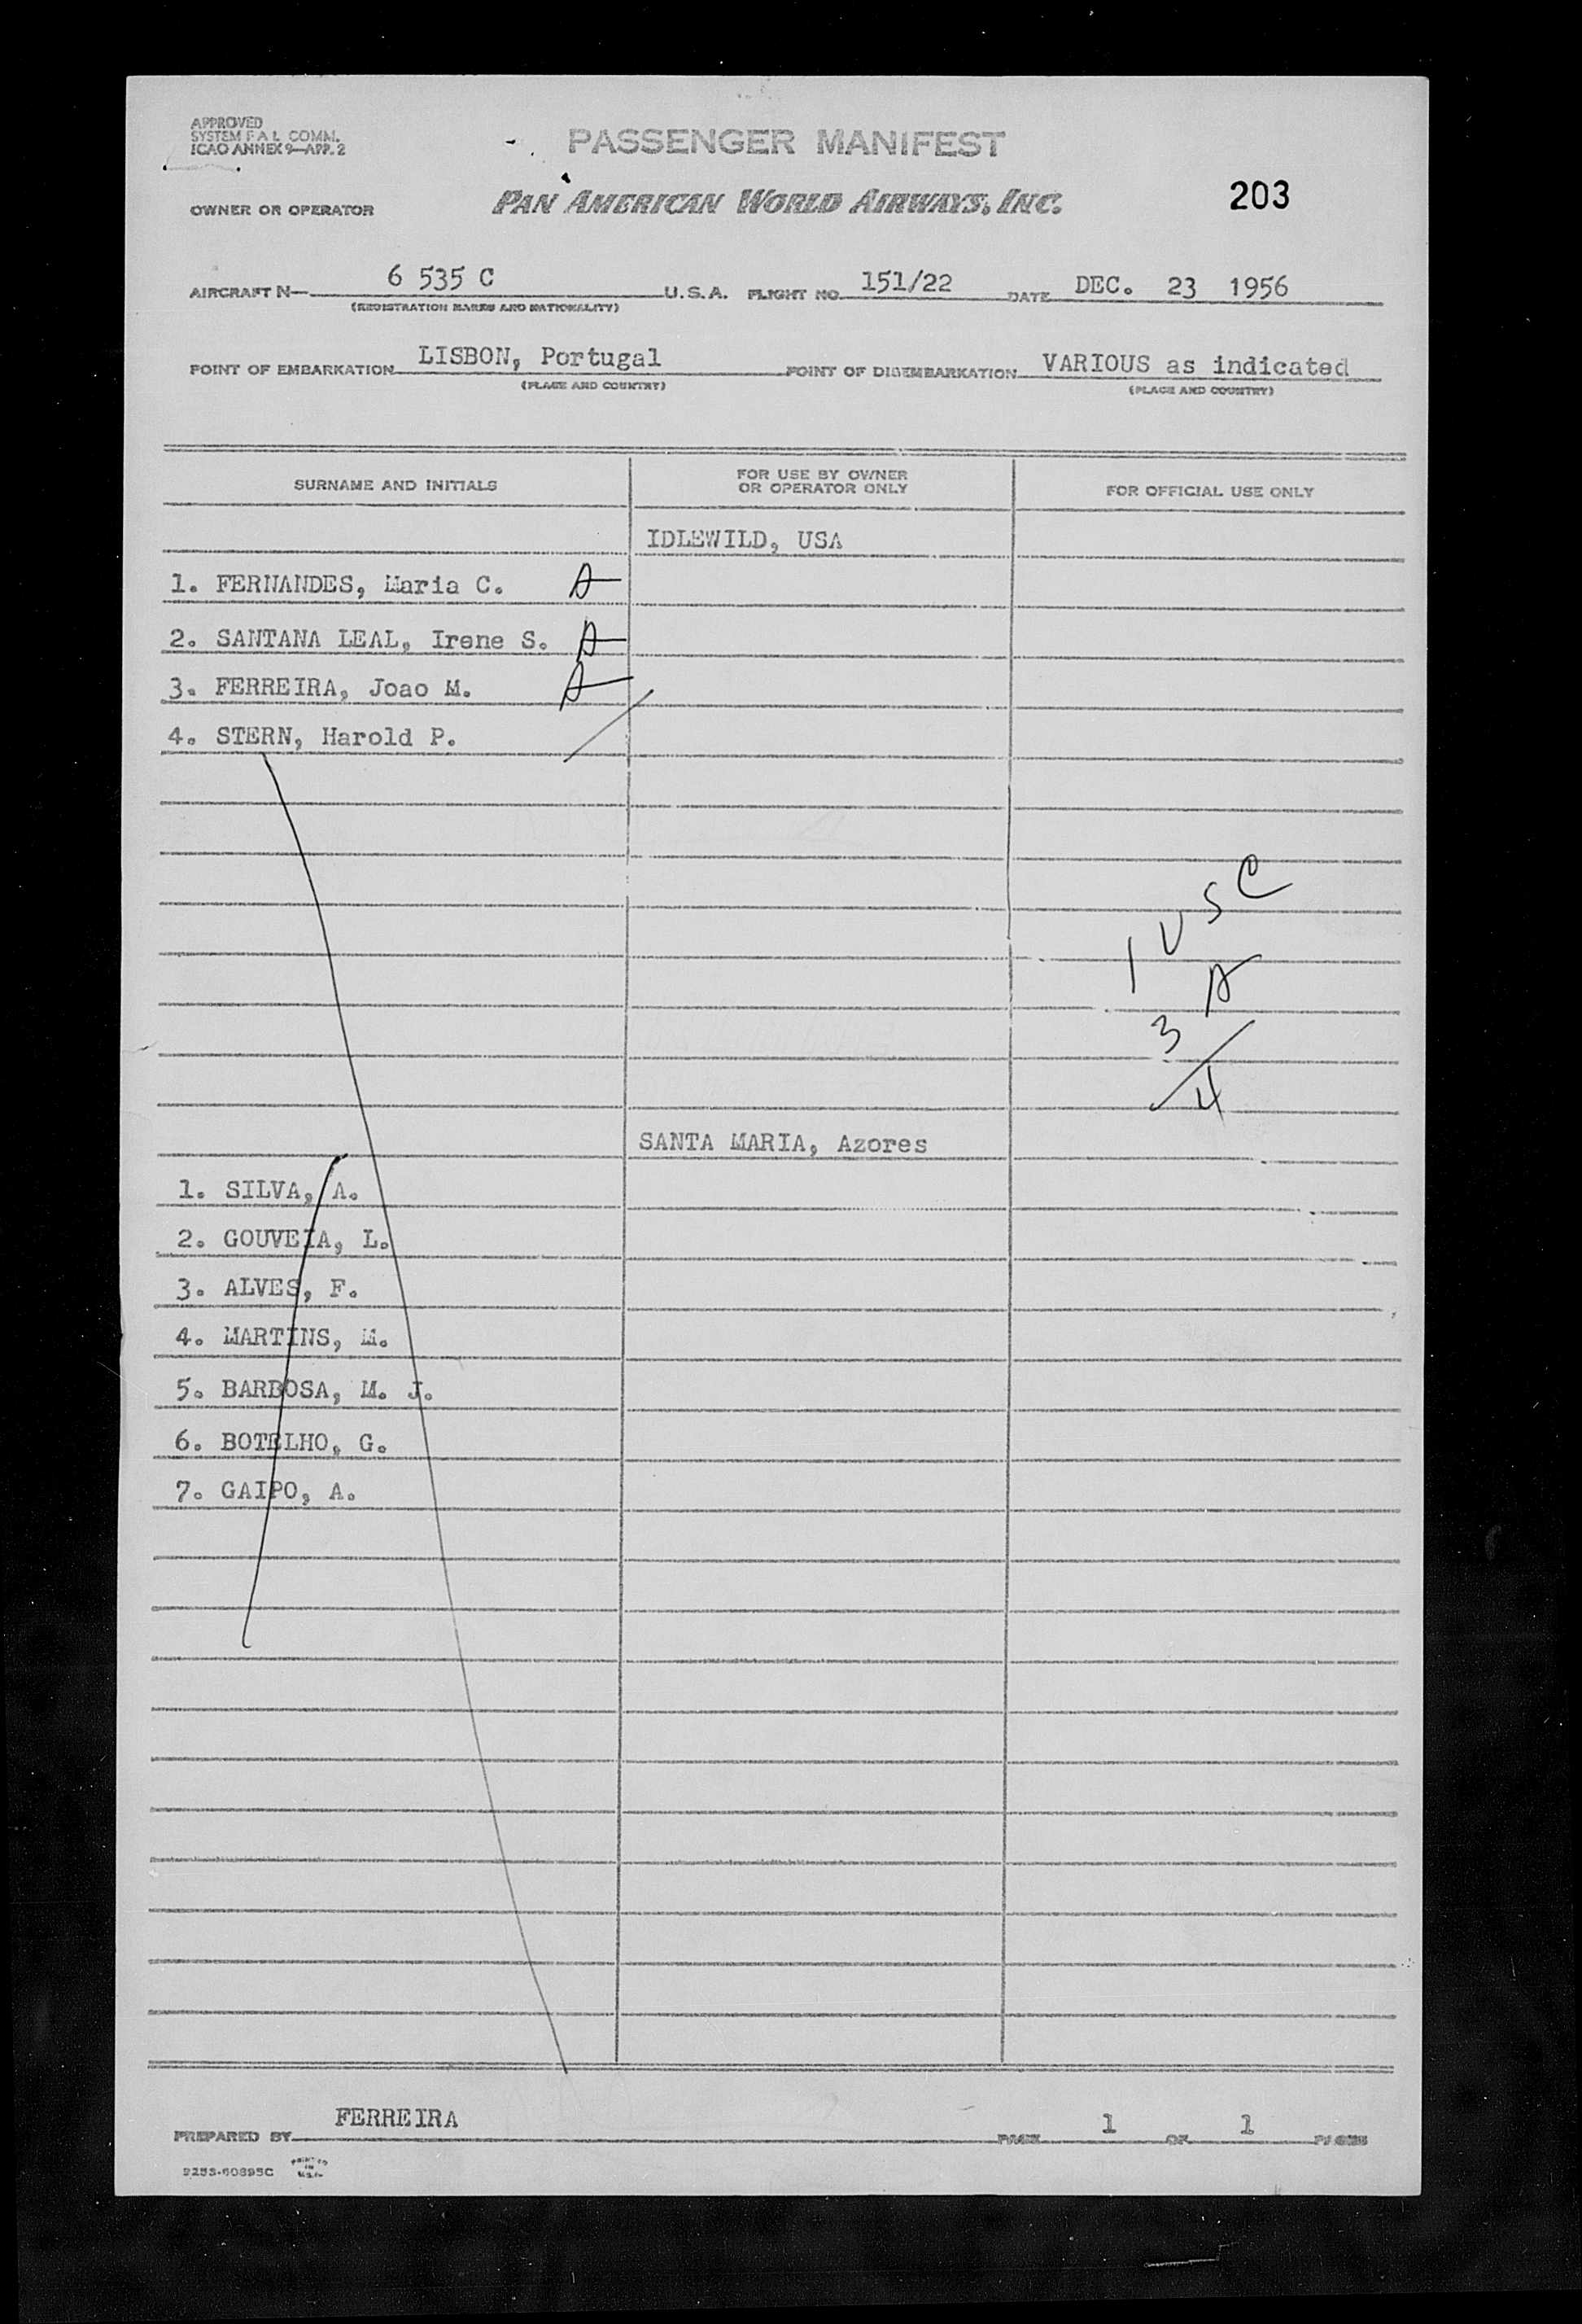 APPROVED
SYSTEM F A L COMM.
ICAO ANNEX 9—APP. 2
PASSENGER MANIFEST
OWNER OR OPERATOR PAN AMERICAN WORLD AIRWAYS, INC. 203
AIRCRAFT N— 6 535 C U.S.A. FLIGHT NO. 151/22 DATE DEC. 23 1956
(REGISTRATION MARKS AND NATIONALITY)
POINT OF EMBARKATION LISBON, Portugal POINT OF DISEMBARKATION VARIOUS as indicated
(PLACE AND COUNTRY) (PLACE AND COUNTRY)
SURNAME AND INITIALS FOR USE BY OWNER OR OPERATOR ONLY FOR OFFICIAL USE ONLY
IDLEWILD, USA
1. FERNANDES, Maria C. A
2. SANTANA LEAL, Irene S. A
3. FERREIRA, Joao M. A
4. STERN, Harold P.
1 USC
3 A
4
SANTA MARIA, Azores
1. SILVA, A.
2. GOUVEIA, L.
3. ALVES, F.
4. MARTINS, M.
5. BARBOSA, M. J.
6. BOTELHO, G.
7. GAIPO, A.
PREPARED BY FERREIRA PAGE 1 OF 1 PAGES
9253-60895C PRINTED IN U.S.A.